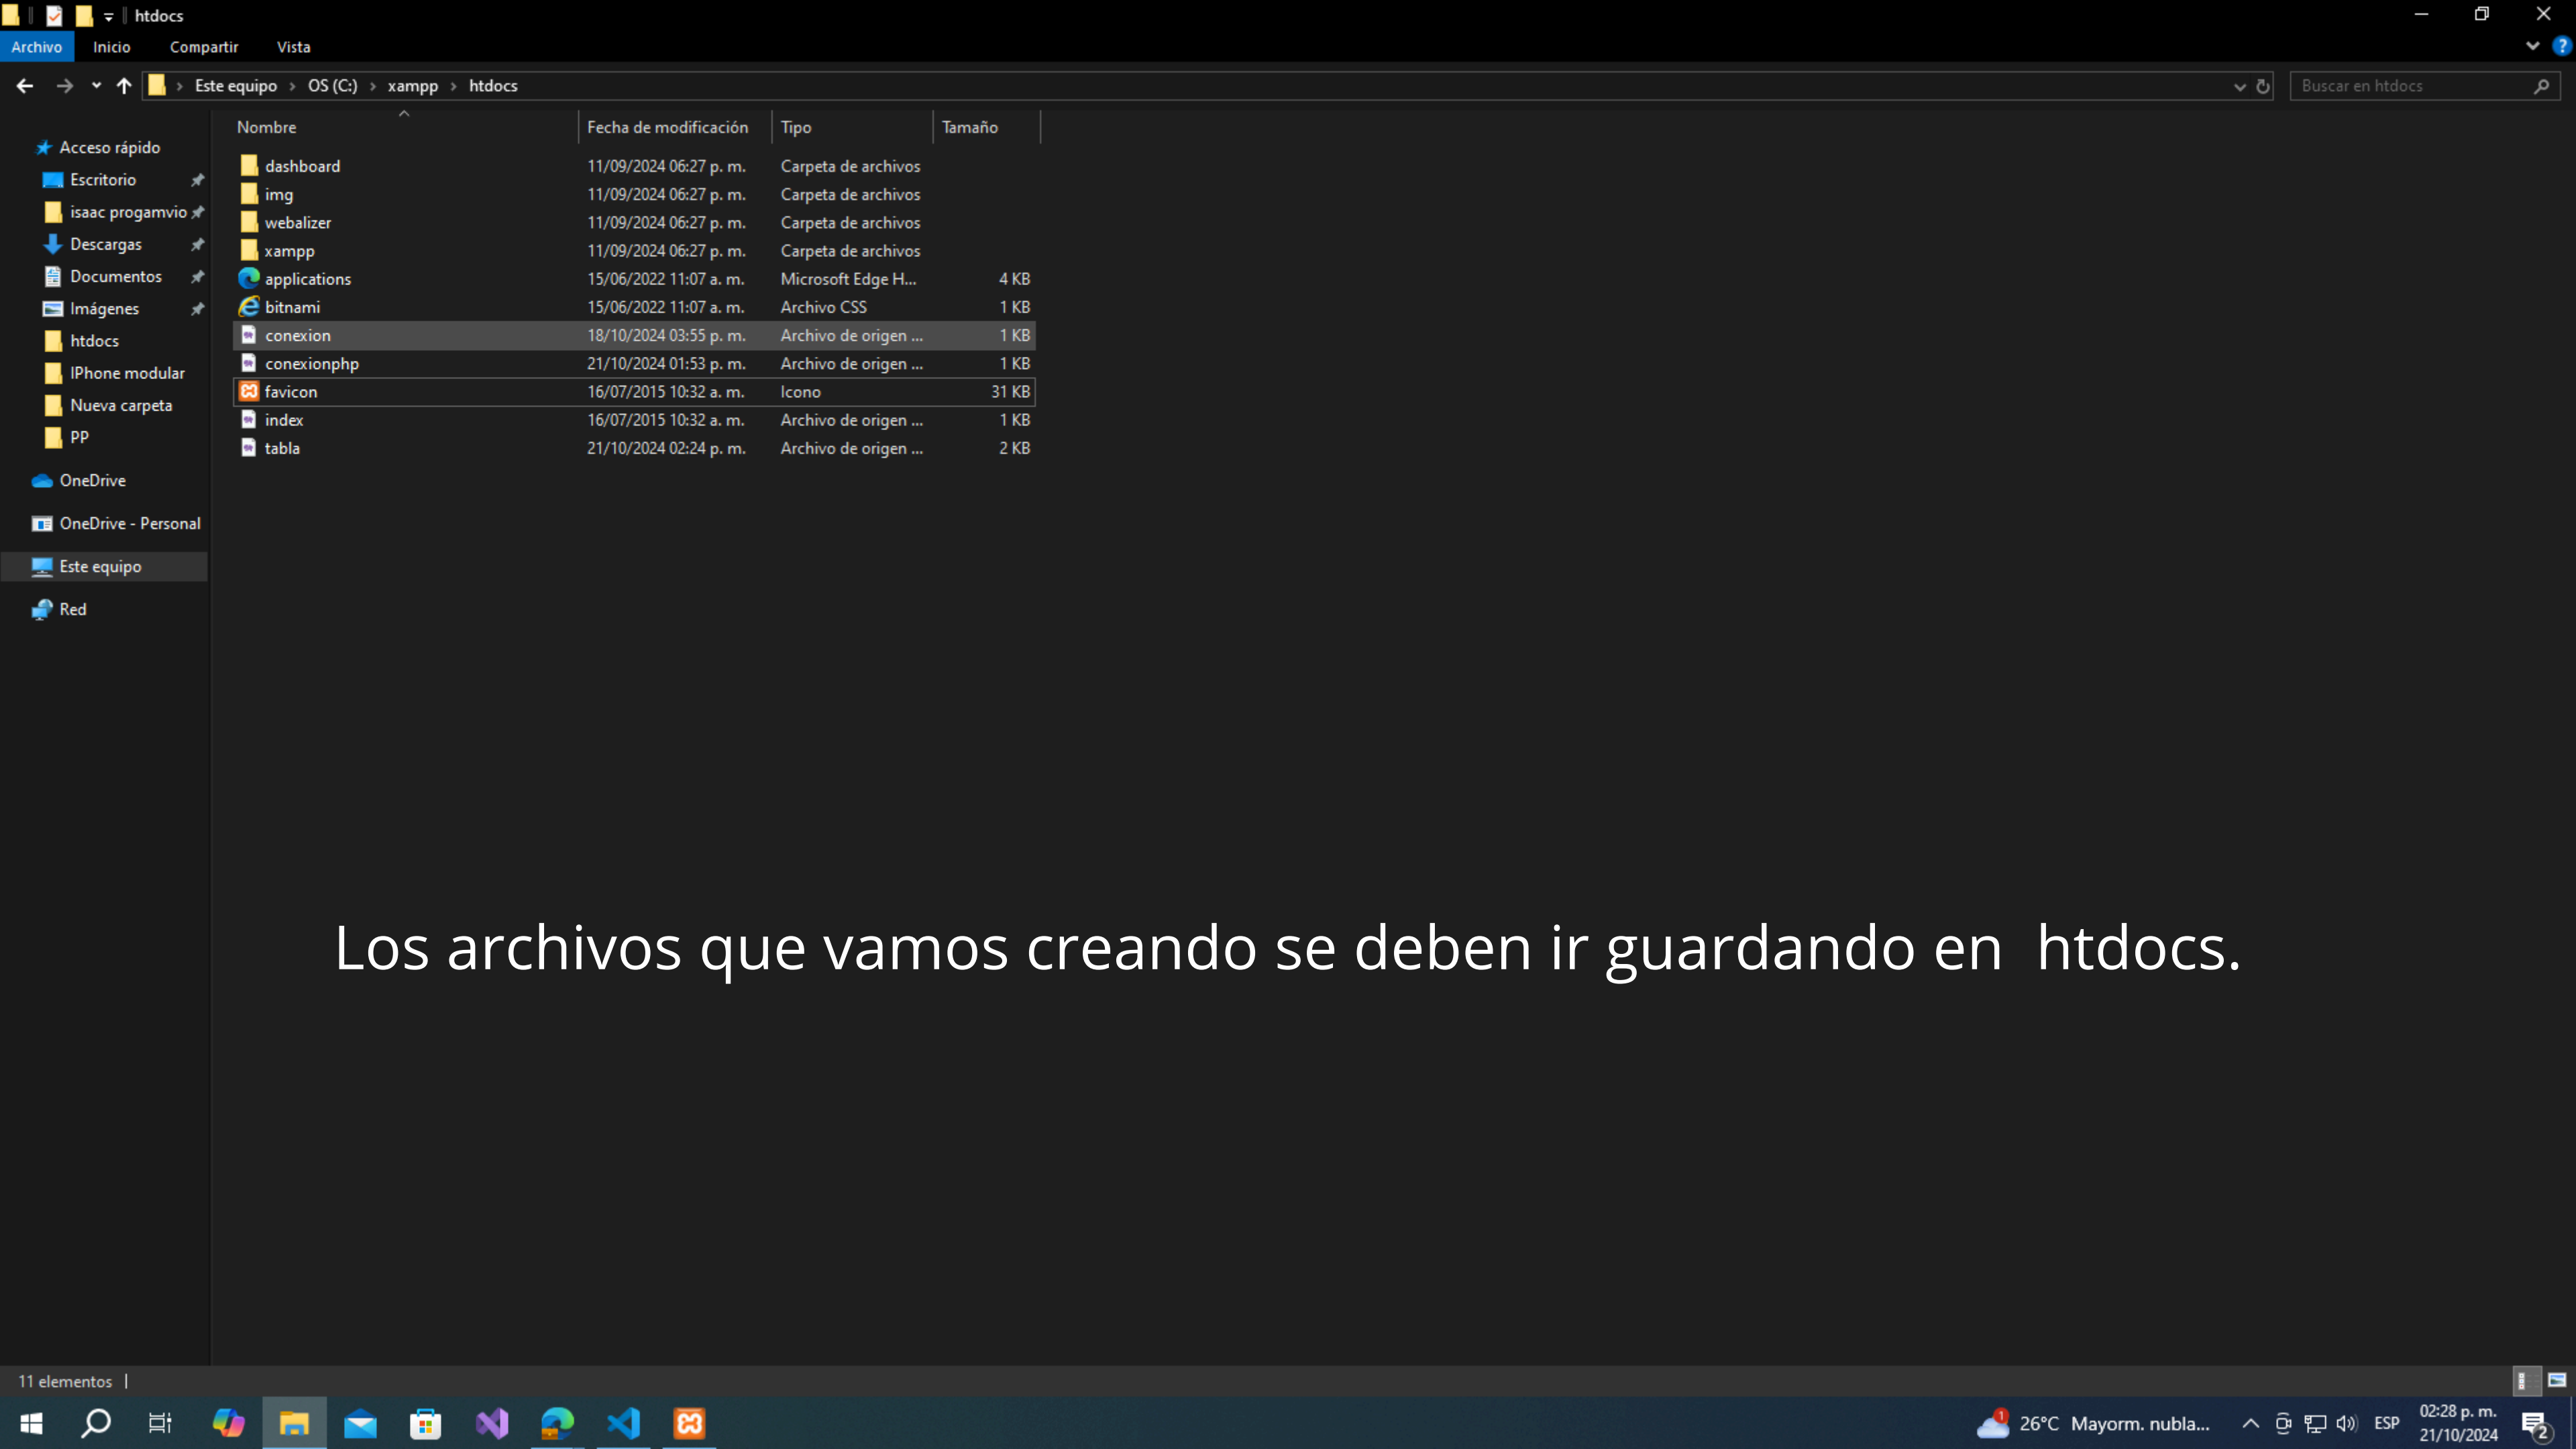 htdocs
Archivo Inicio Compartir Vista
Este equipo › OS (C:) › xampp › htdocs Buscar en htdocs
Nombre Fecha de modificación Tipo Tamaño
Acceso rápido
Escritorio
isaac progamvio
Descargas
Documentos
Imágenes
htdocs
IPhone modular
Nueva carpeta
PP
OneDrive
OneDrive - Personal
Este equipo
Red
dashboard 11/09/2024 06:27 p. m. Carpeta de archivos
img 11/09/2024 06:27 p. m. Carpeta de archivos
webalizer 11/09/2024 06:27 p. m. Carpeta de archivos
xampp 11/09/2024 06:27 p. m. Carpeta de archivos
applications 15/06/2022 11:07 a. m. Microsoft Edge H... 4 KB
bitnami 15/06/2022 11:07 a. m. Archivo CSS 1 KB
conexion 18/10/2024 03:55 p. m. Archivo de origen ... 1 KB
conexionphp 21/10/2024 01:53 p. m. Archivo de origen ... 1 KB
favicon 16/07/2015 10:32 a. m. Icono 31 KB
index 16/07/2015 10:32 a. m. Archivo de origen ... 1 KB
tabla 21/10/2024 02:24 p. m. Archivo de origen ... 2 KB
Los archivos que vamos creando se deben ir guardando en htdocs.
11 elementos
1 26°C Mayorm. nubla... ESP 02:28 p. m.
21/10/2024 2